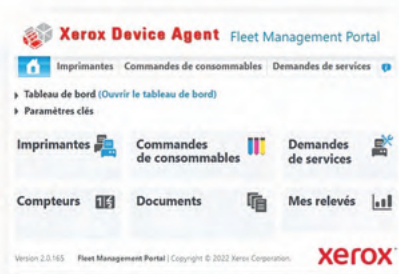 Xerox Device Agent Fleet Management Portal
Imprimantes Commandes de consommables Demandes de services
Tableau de bord (Ouvrir le tableau de bord)
Paramètres clés
Imprimantes
Commandes
de consommables
Demandes
de services
Compteurs
Documents
Mes relevés
Version 2.0.165 Fleet Management Portal | Copyright © 2022 Xerox Corporation.
xerox